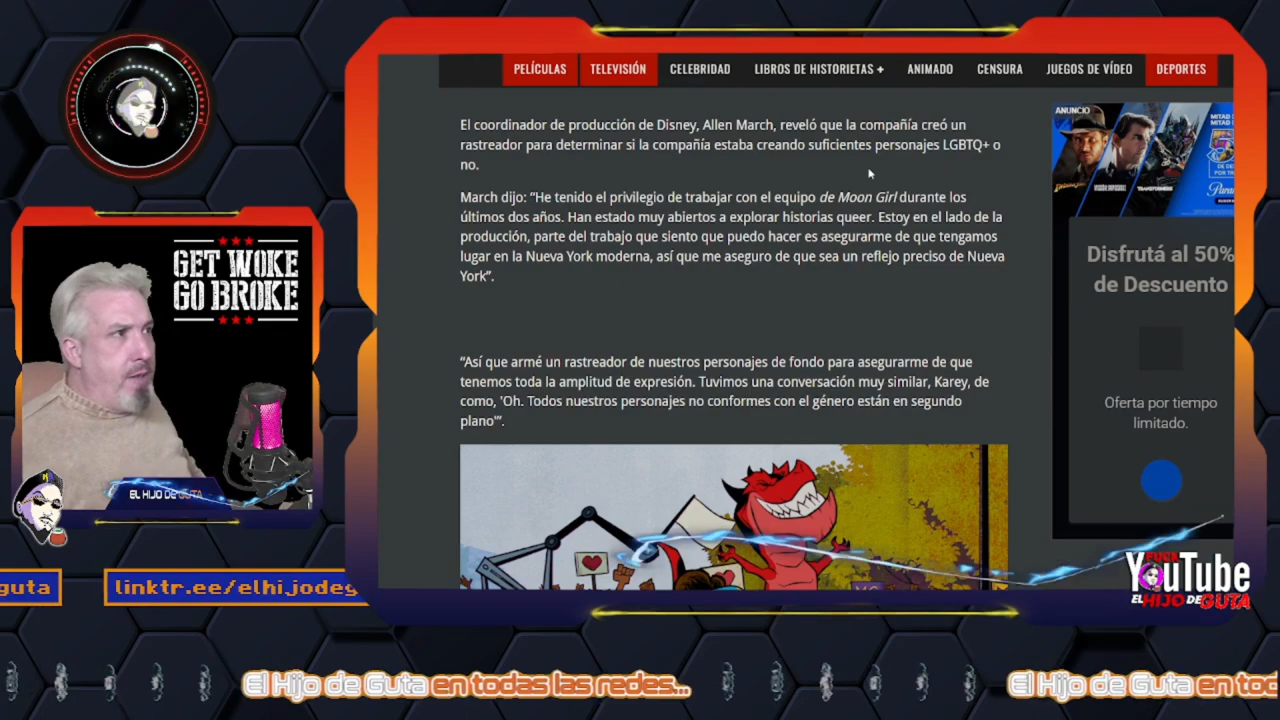 PELÍCULAS TELEVISIÓN CELEBRIDAD LIBROS DE HISTORIETAS + ANIMADO CENSURA JUEGOS DE VÍDEO DEPORTES
El coordinador de producción de Disney, Allen March, reveló que la compañía creó un
rastreador para determinar si la compañía estaba creando suficientes personajes LGBTQ+ o
no.
March dijo: “He tenido el privilegio de trabajar con el equipo de Moon Girl durante los
últimos dos años. Han estado muy abiertos a explorar historias queer. Estoy en el lado de la
producción, parte del trabajo que siento que puedo hacer es asegurarme de que tengamos
lugar en la Nueva York moderna, así que me aseguro de que sea un reflejo preciso de Nueva
York”.
“Así que armé un rastreador de nuestros personajes de fondo para asegurarme de que
tenemos toda la amplitud de expresión. Tuvimos una conversación muy similar, Karey, de
como, 'Oh. Todos nuestros personajes no conformes con el género están en segundo
plano'”.
ANUNCIO
MITAD
Disfrutá al 50%
de Descuento
Oferta por tiempo
limitado.
GET WOKE
GO BROKE
EL HIJO DE GUTA
guta
linktr.ee/elhijodeg
YouTube
EL HIJO DE GUTA
El Hijo de Guta en todas las redes...
El Hijo de Guta en tod